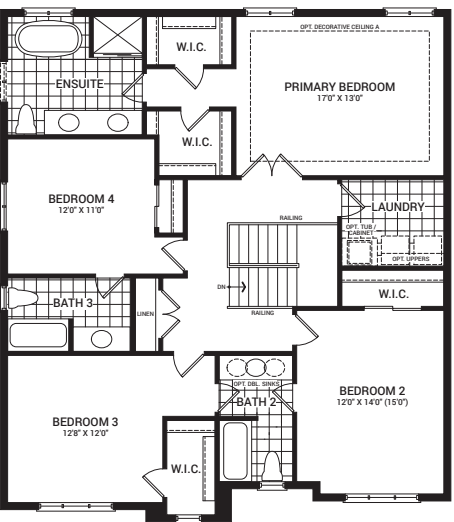 OPT. DECORATIVE CEILING A
W.I.C.
ENSUITE
PRIMARY BEDROOM
17'0" X 13'0"
W.I.C.
BEDROOM 4
12'0" X 11'0"
LAUNDRY
RAILING
OPT. TUB /
CABINET
OPT. UPPERS
DN
W.I.C.
BATH 3
LINEN
RAILING
OPT. DBL. SINKS
BATH 2
BEDROOM 2
12'0" X 14'0" (15'0")
BEDROOM 3
12'8" X 12'0"
W.I.C.